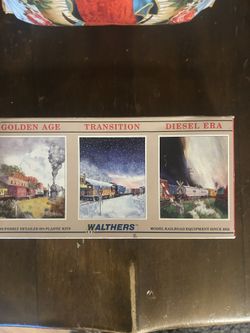 GOLDEN AGE TRANSITION DIESEL ERA
WALTHERS
MODEL RAILROAD EQUIPMENT SINCE 1932